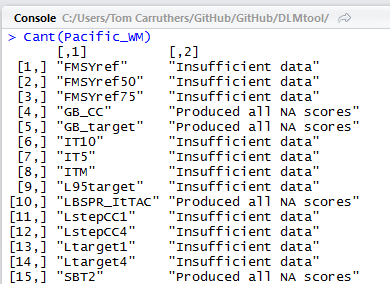 Console C:/Users/Tom Carruthers/GitHub/GitHub/DLMtool/
> Cant(Pacific_WM)
[,1] [,2]
[1,] "FMSYref" "Insufficient data"
[2,] "FMSYref50" "Insufficient data"
[3,] "FMSYref75" "Insufficient data"
[4,] "GB_CC" "Produced all NA scores"
[5,] "GB_target" "Produced all NA scores"
[6,] "IT10" "Insufficient data"
[7,] "IT5" "Insufficient data"
[8,] "ITM" "Insufficient data"
[9,] "L95target" "Insufficient data"
[10,] "LBSPR_ItTAC" "Produced all NA scores"
[11,] "LstepCC1" "Insufficient data"
[12,] "LstepCC4" "Insufficient data"
[13,] "Ltarget1" "Insufficient data"
[14,] "Ltarget4" "Insufficient data"
[15,] "SBT2" "Produced all NA scores"